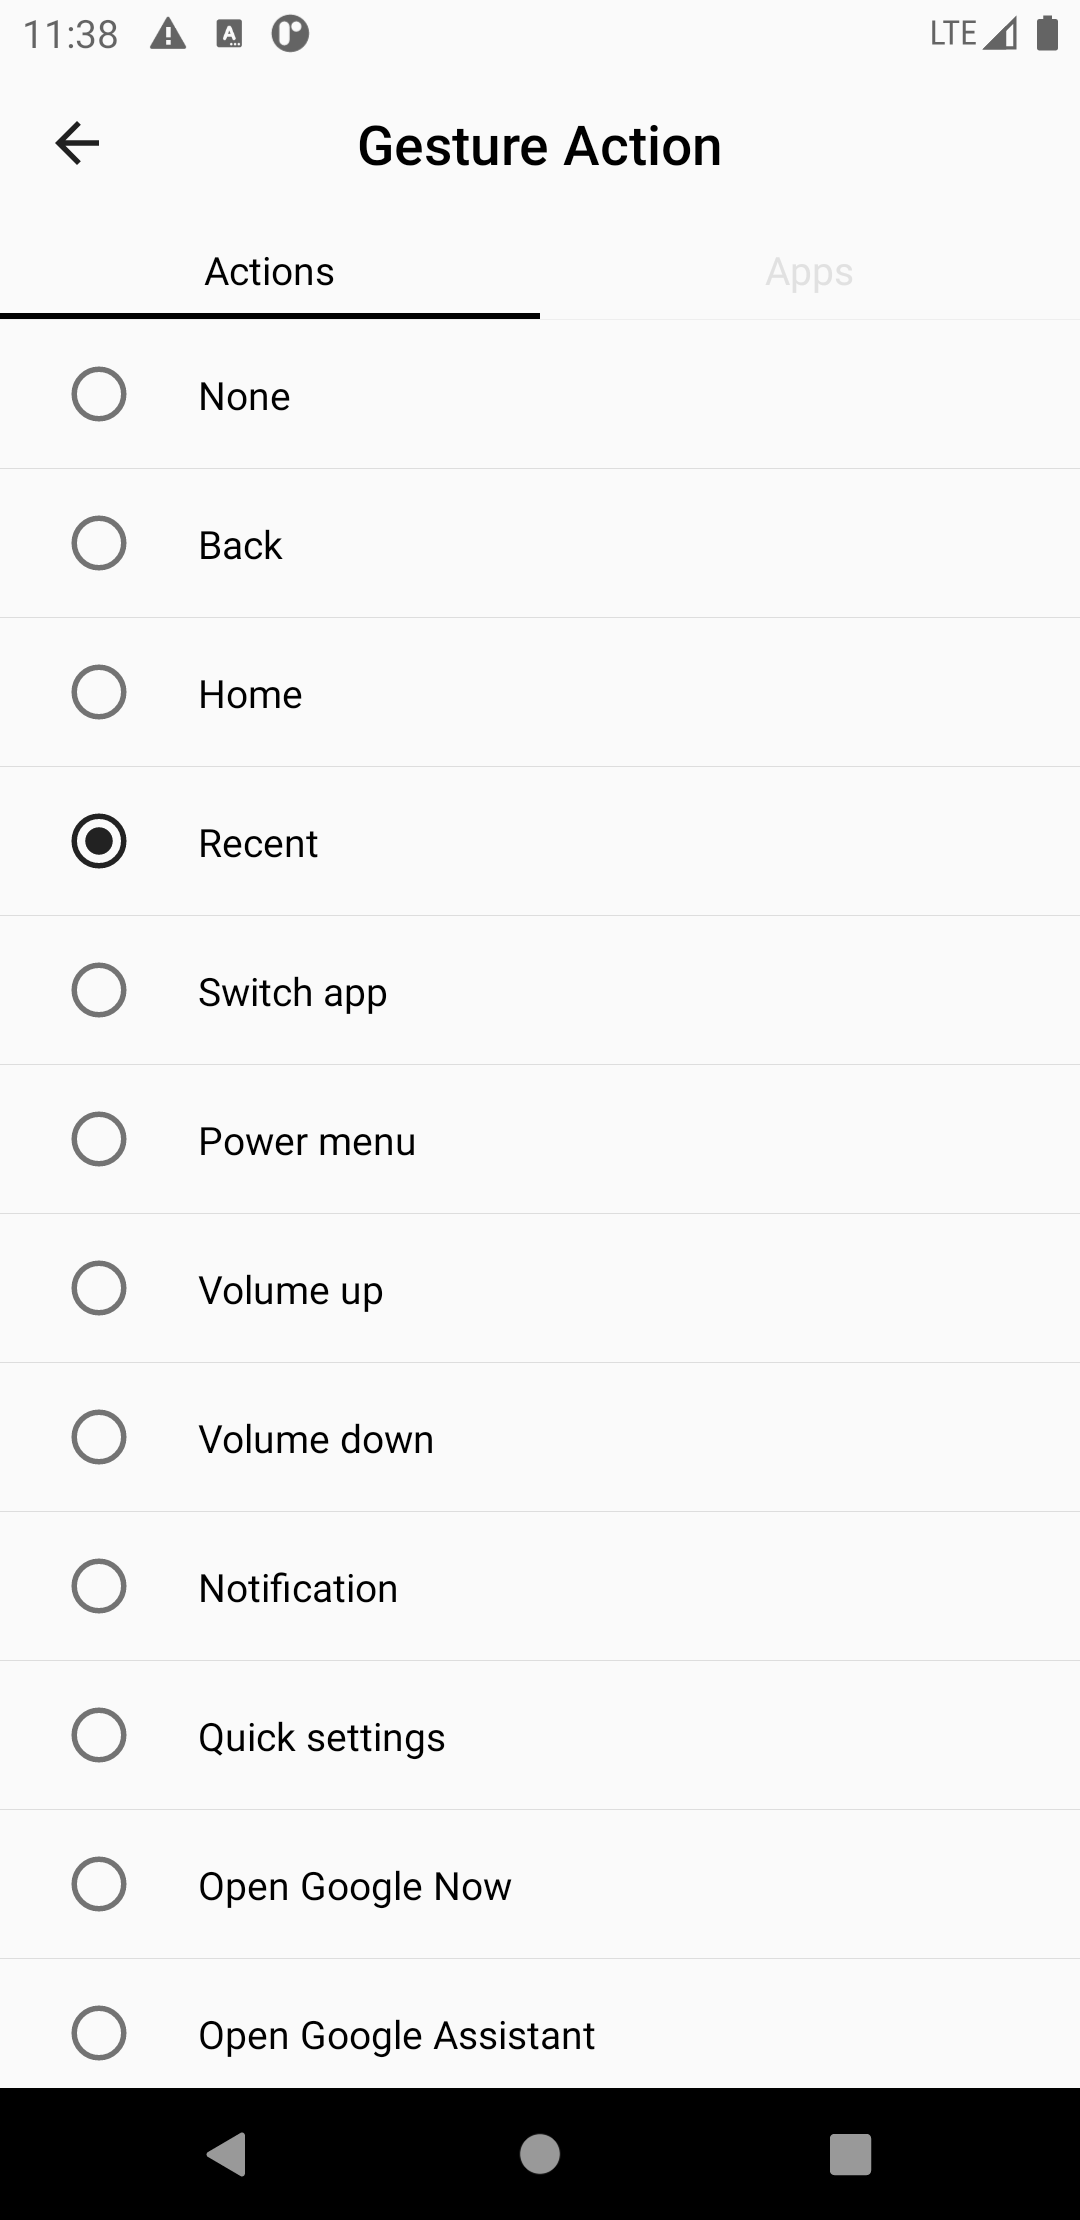 11:38 LTE
Gesture Action
Actions Apps
None
Back
Home
Recent
Switch app
Power menu
Volume up
Volume down
Notification
Quick settings
Open Google Now
Open Google Assistant